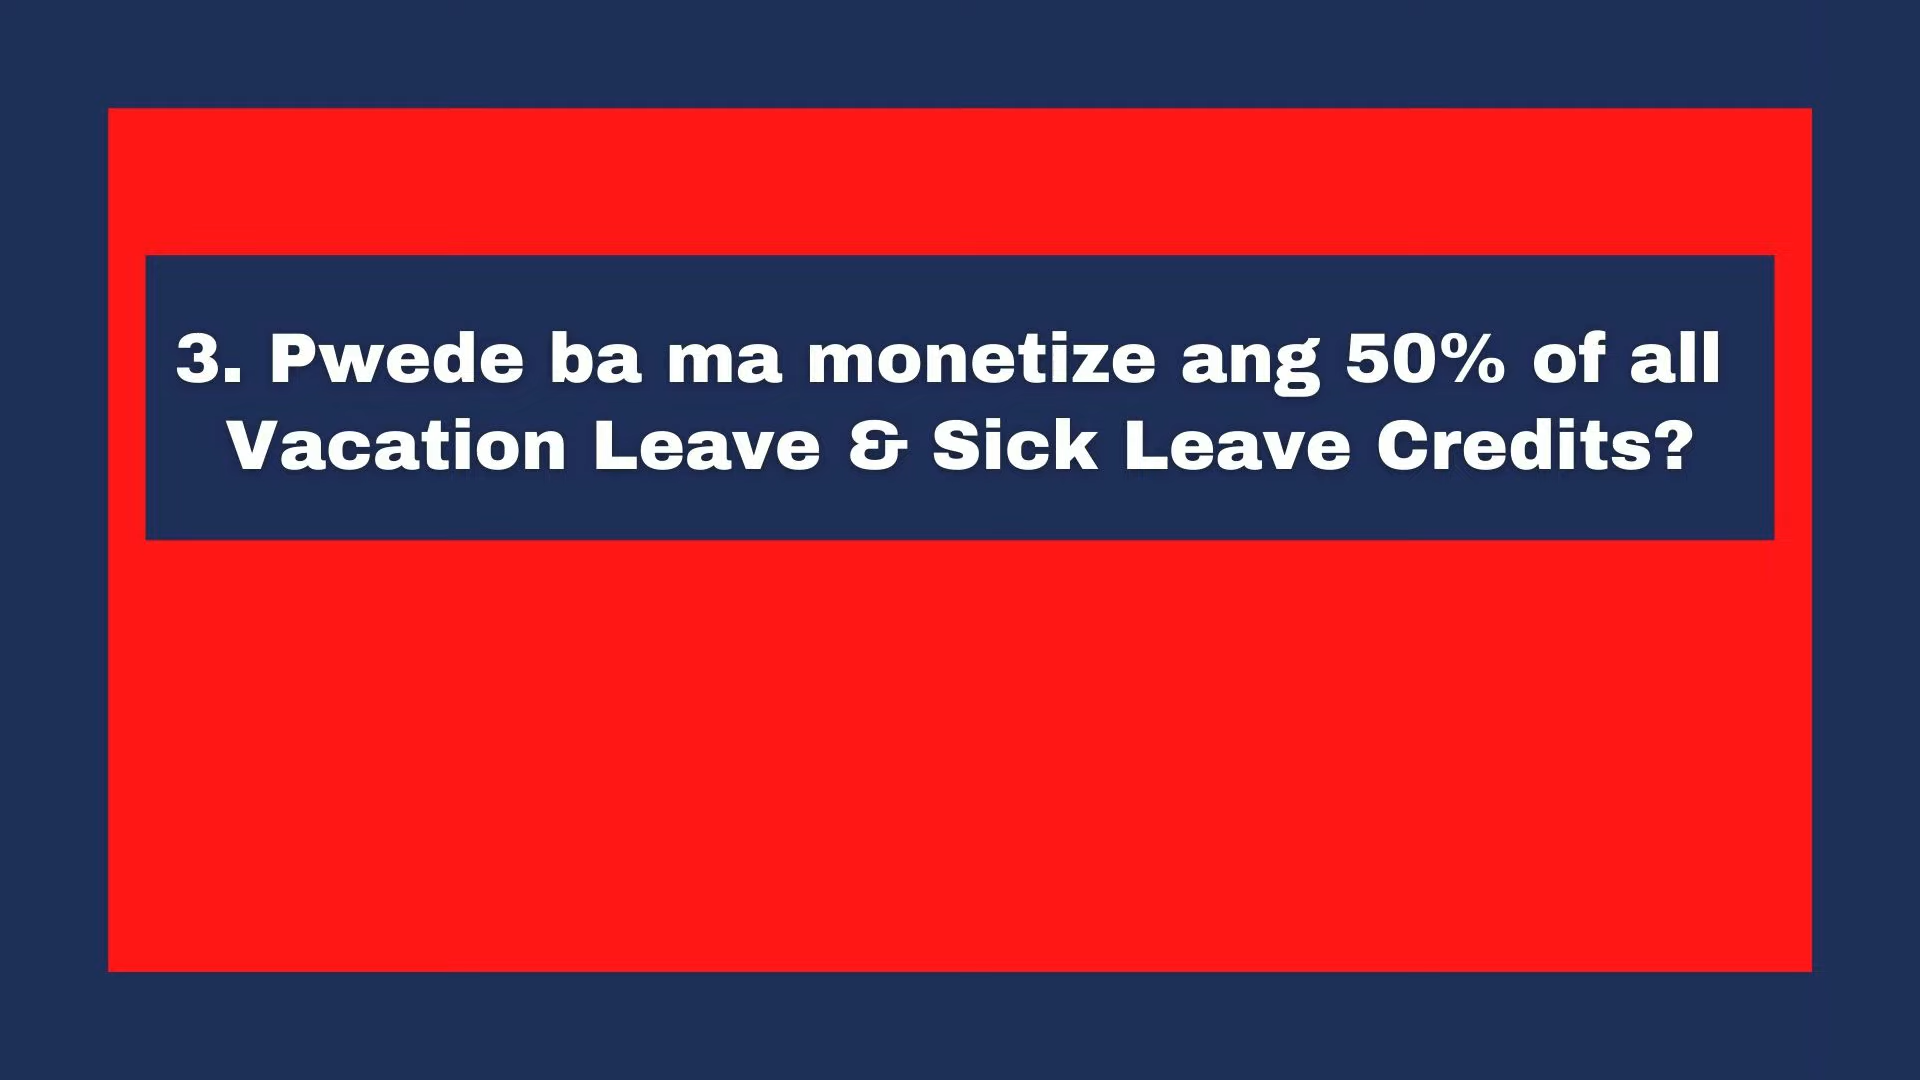 3. Pwede ba ma monetize ang 50% of all
Vacation Leave & Sick Leave Credits?